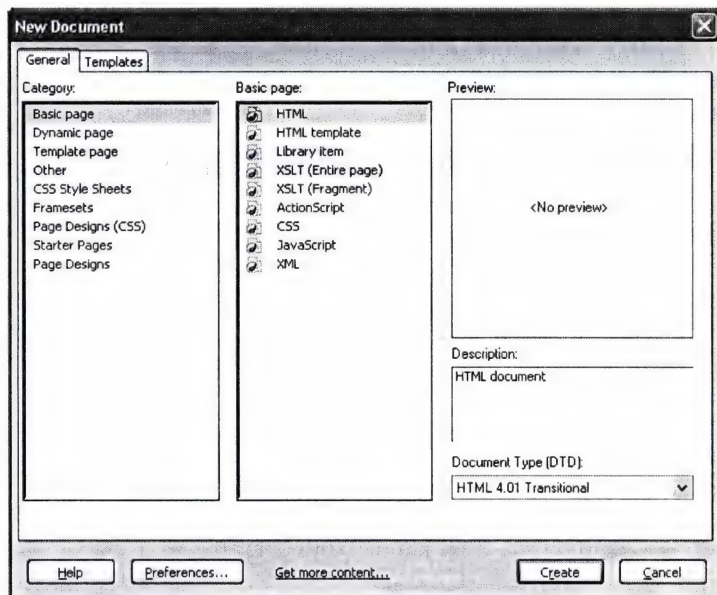 New Document
General Templates
Category:
Basic page
Dynamic page
Template page
Other
CSS Style Sheets
Framesets
Page Designs (CSS)
Starter Pages
Page Designs
Basic page:
HTML
HTML template
Library item
XSLT (Entire page)
XSLT (Fragment)
ActionScript
CSS
JavaScript
XML
Preview:
<No preview>
Description:
HTML document
Document Type (DTD):
HTML 4.01 Transitional
Help Preferences... Get more content... Create Cancel